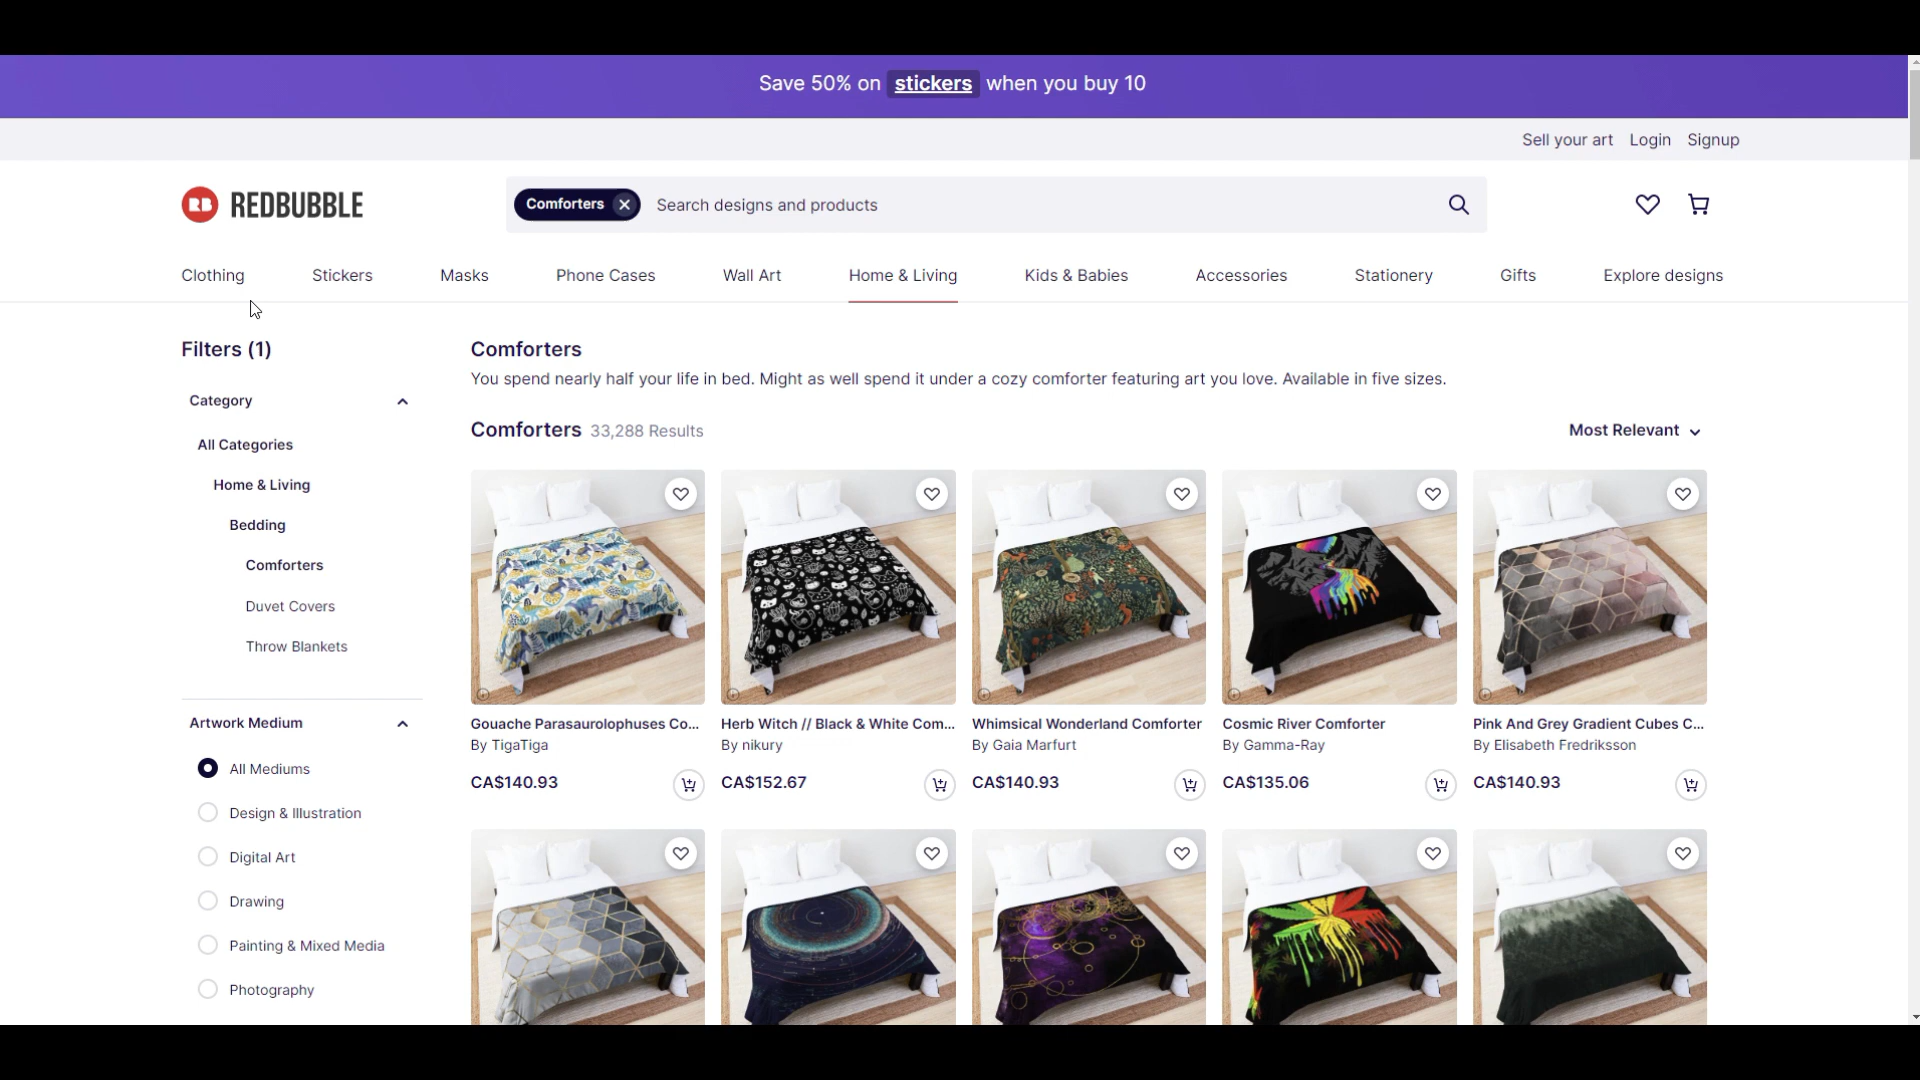 Save 50% on stickers when you buy 10
Sell your art Login Signup
RB REDBUBBLE
Comforters Search designs and products
Clothing Stickers Masks Phone Cases Wall Art Home & Living Kids & Babies Accessories Stationery Gifts Explore designs
Filters (1)
Category
All Categories
Home & Living
Bedding
Comforters
Duvet Covers
Throw Blankets
Artwork Medium
All Mediums
Design & Illustration
Digital Art
Drawing
Painting & Mixed Media
Photography
Comforters
You spend nearly half your life in bed. Might as well spend it under a cozy comforter featuring art you love. Available in five sizes.
Comforters 33,288 Results
Most Relevant
Gouache Parasaurolophuses Co...
By TigaTiga
CA$140.93
Herb Witch // Black & White Com...
By nikury
CA$152.67
Whimsical Wonderland Comforter
By Gaia Marfurt
CA$140.93
Cosmic River Comforter
By Gamma-Ray
CA$135.06
Pink And Grey Gradient Cubes C...
By Elisabeth Fredriksson
CA$140.93